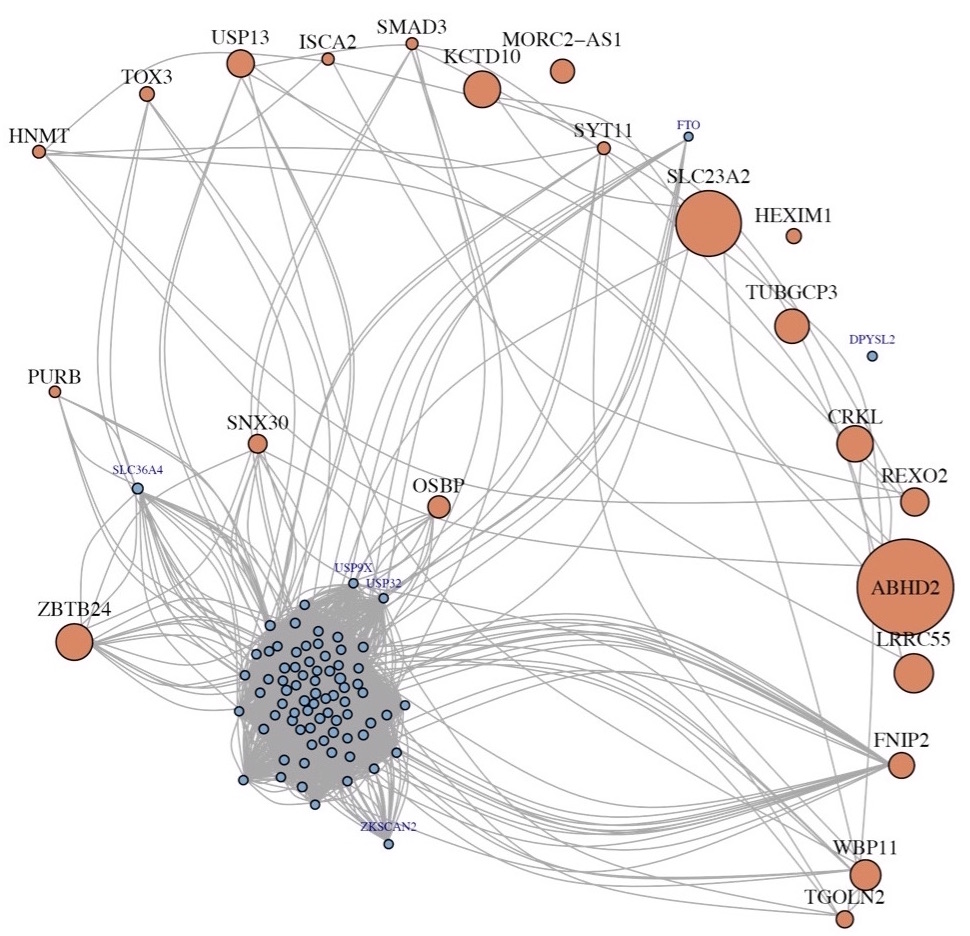 SMAD3
USP13
ISCA2
MORC2−AS1
KCTD10
TOX3
HNMT
SYT11
FTO
SLC23A2
HEXIM1
TUBGCP3
DPYSL2
PURB
SNX30
CRKL
SLC36A4
REXO2
OSBP
USP9X
USP32
ABHD2
ZBTB24
LRRC55
FNIP2
ZKSCAN2
WBP11
TGOLN2